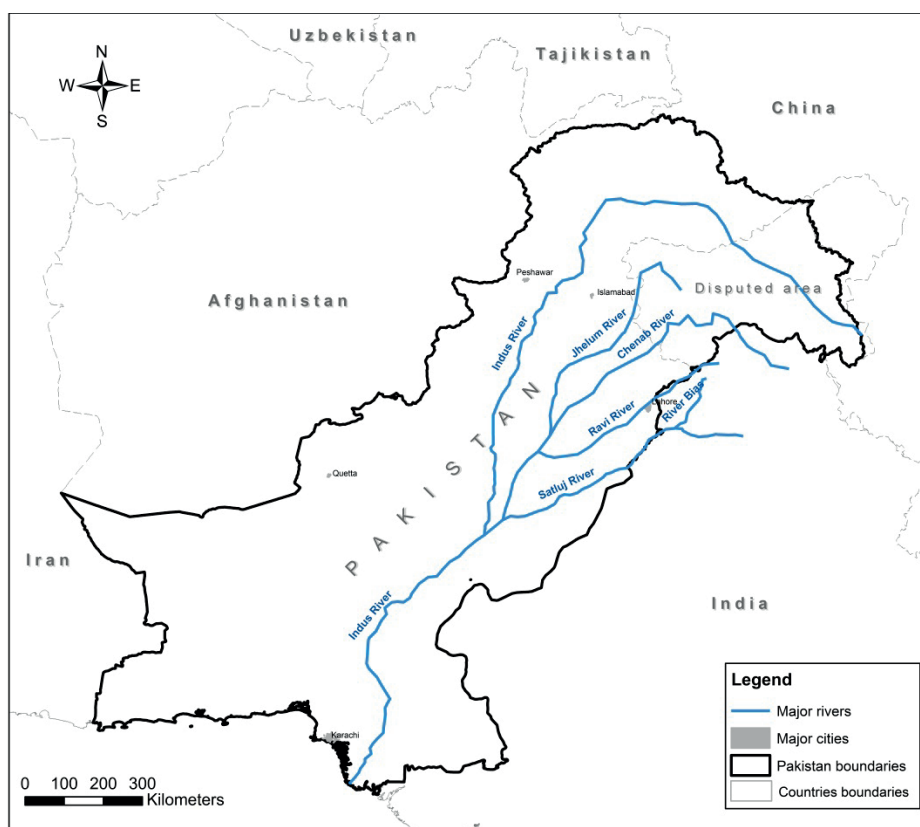 Uzbekistan
Tajikistan
China
N
W E
S
Peshawar
Islamabad
Disputed area
Afghanistan
Indus River
Jhelum River
Chenab River
Lahore
River Bias
Ravi River
Quetta
Satluj River
PAKISTAN
Iran
Indus River
India
Karachi
Legend
Major rivers
Major cities
Pakistan boundaries
Countries boundaries
0 100 200 300
Kilometers